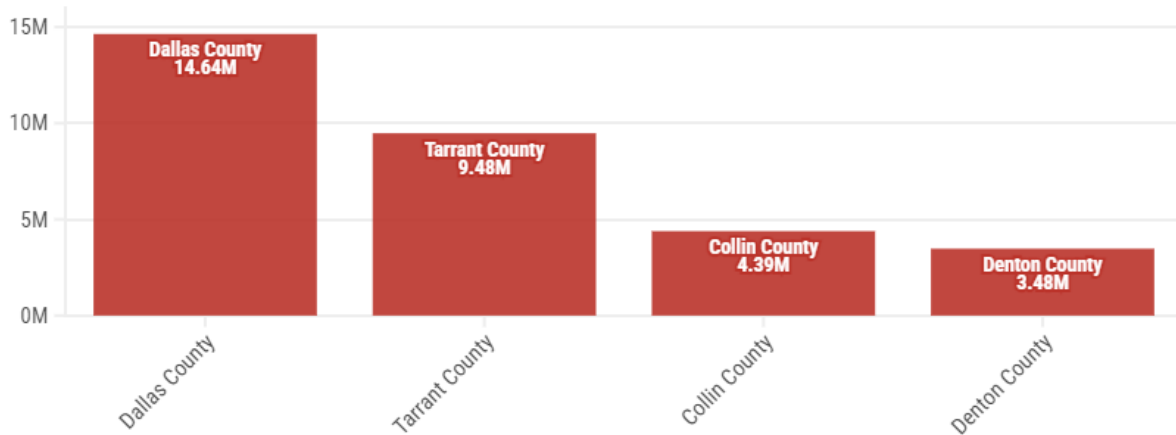 15M
10M
5M
0M
Dallas County
14.64M
Tarrant County
9.48M
Collin County
4.39M
Denton County
3.48M
Dallas County
Tarrant County
Collin County
Denton County